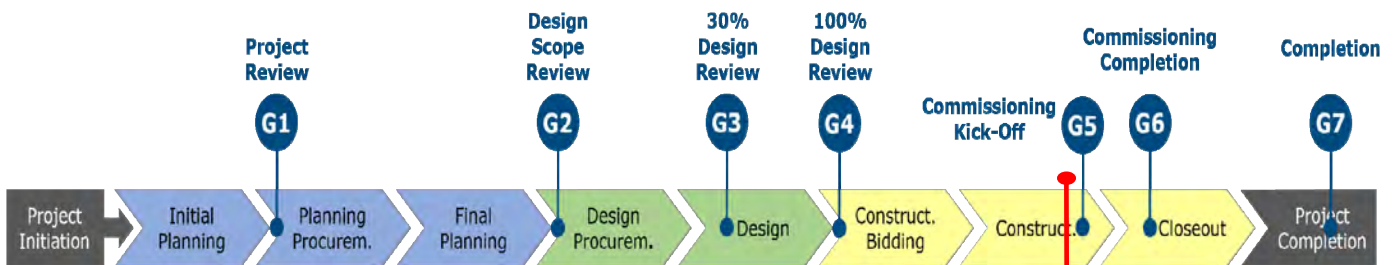 Project
Review
Design
Scope
Review
30%
Design
Review
100%
Design
Review
Commissioning
Kick-Off
Commissioning
Completion
Completion
G1
G2
G3
G4
G5
G6
G7
Project
Initiation
Initial
Planning
Planning
Procurem.
Final
Planning
Design
Procurem.
Design
Construct.
Bidding
Construct.
Closeout
Project
Completion